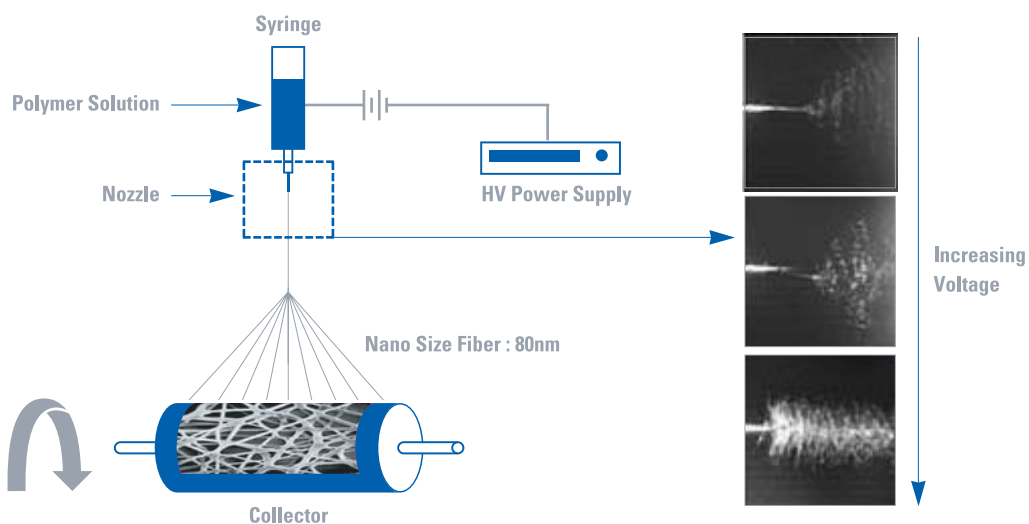 Syringe
Polymer Solution
Nozzle
HV Power Supply
Nano Size Fiber : 80nm
Collector
Increasing
Voltage